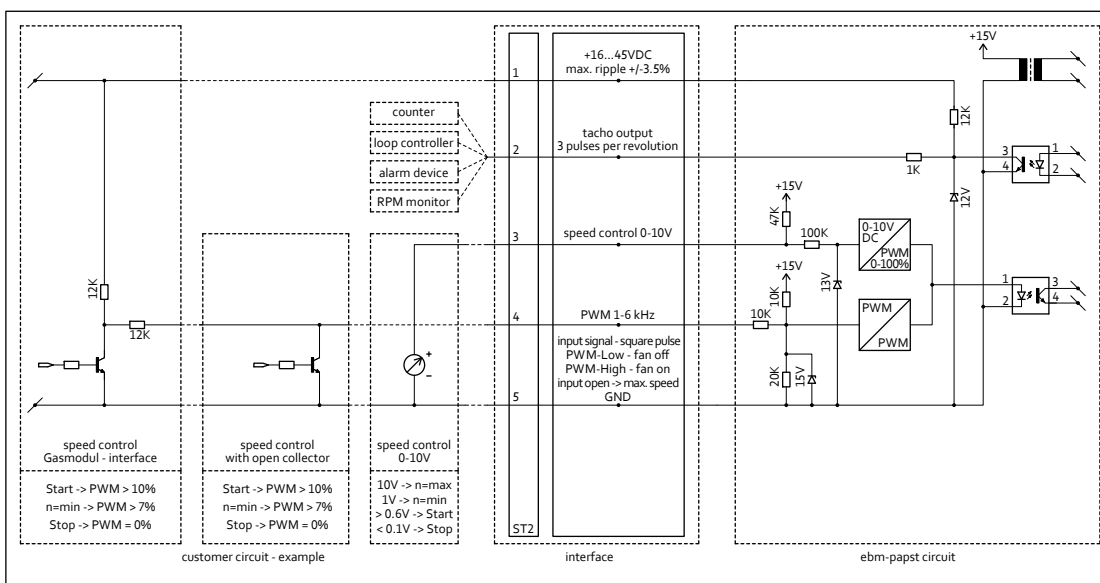 +15V
+16...45VDC
max. ripple +/-3.5%
1
12K
counter
loop controller
alarm device
RPM monitor
2
tacho output
3 pulses per revolution
1K
3
4
1
2
12V
+15V
47K
3
speed control 0-10V
100K
0-10V
DC
PWM
0-100%
13V
+15V
10K
1
2
3
4
12K
12K
4
PWM 1-6 kHz
10K
PWM
PWM
input signal - square pulse
PWM-Low - fan off
PWM-High - fan on
input open -> max. speed
GND
+
−
20K
15V
5
speed control
Gasmodul - interface
speed control
with open collector
speed control
0-10V
Start -> PWM > 10%
n=min -> PWM > 7%
Stop -> PWM = 0%
Start -> PWM > 10%
n=min -> PWM > 7%
Stop -> PWM = 0%
10V -> n=max
1V -> n=min
> 0.6V -> Start
< 0.1V -> Stop
ST2
customer circuit - example
interface
ebm-papst circuit